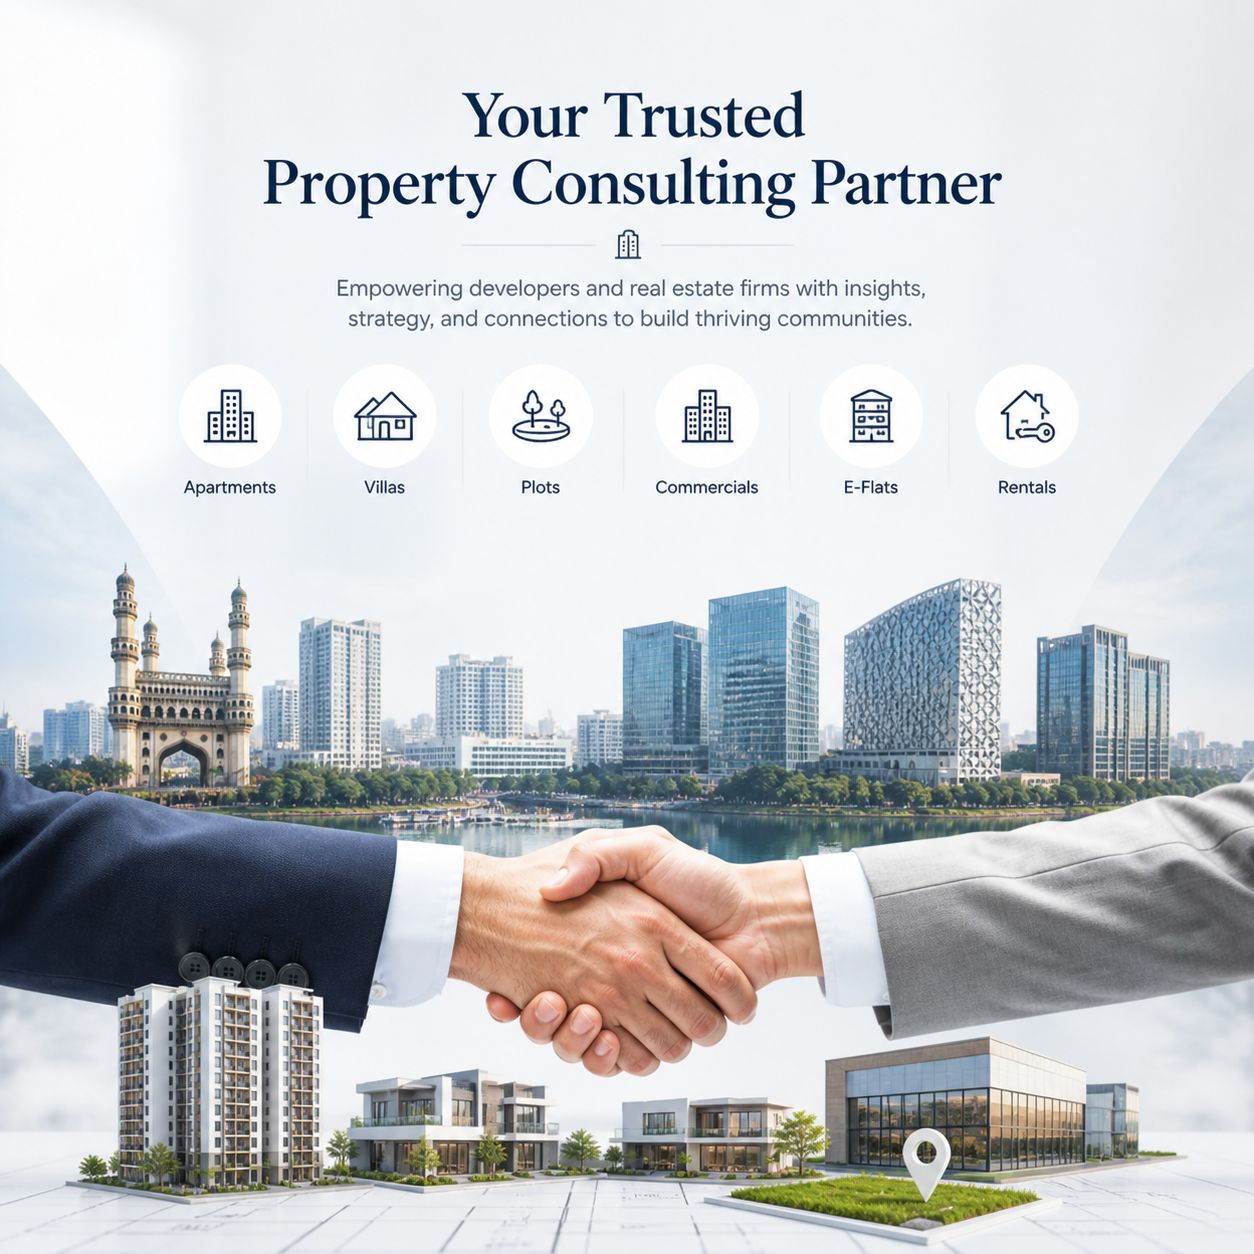 Your Trusted
Property Consulting Partner
Empowering developers and real estate firms with insights,
strategy, and connections to build thriving communities.
Apartments
Villas
Plots
Commercials
E-Flats
Rentals